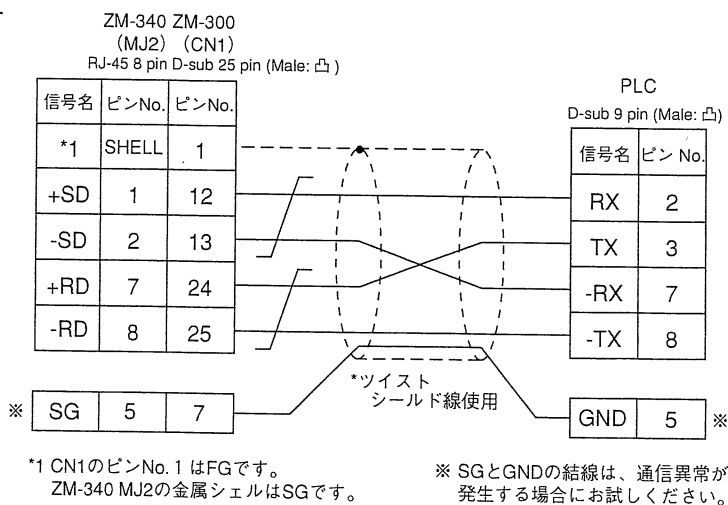 ZM-340 ZM-300
(MJ2) (CN1)
RJ-45 8 pin D-sub 25 pin (Male: 凸)
信号名 ピンNo. ピンNo.
*1 SHELL 1
+SD 1 12
-SD 2 13
+RD 7 24
-RD 8 25
※ SG 5 7
PLC
D-sub 9 pin (Male: 凸)
信号名 ピン No.
RX 2
TX 3
-RX 7
-TX 8
GND 5 ※
*ツイスト
シールド線使用
*1 CN1のピンNo. 1 はFGです。
ZM-340 MJ2の金属シェルはSGです。
※ SGとGNDの結線は、通信異常が
発生する場合にお試しください。